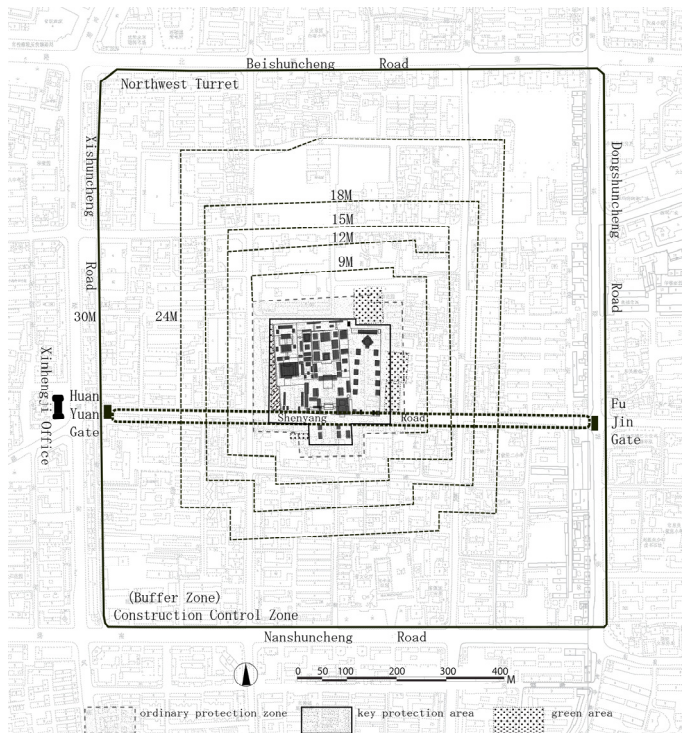 Beishuncheng Road
Northwest Turret
Xishuncheng Road
Dongshuncheng Road
18M
15M
12M
9M
30M
24M
Xinhengji Office
Huan
Yuan
Gate
Shenyang Road
Fu
Jin
Gate
(Buffer Zone)
Construction Control Zone
Nanshuncheng Road
0 50 100 200 300 400
M
ordinary protection zone
key protection area
green area